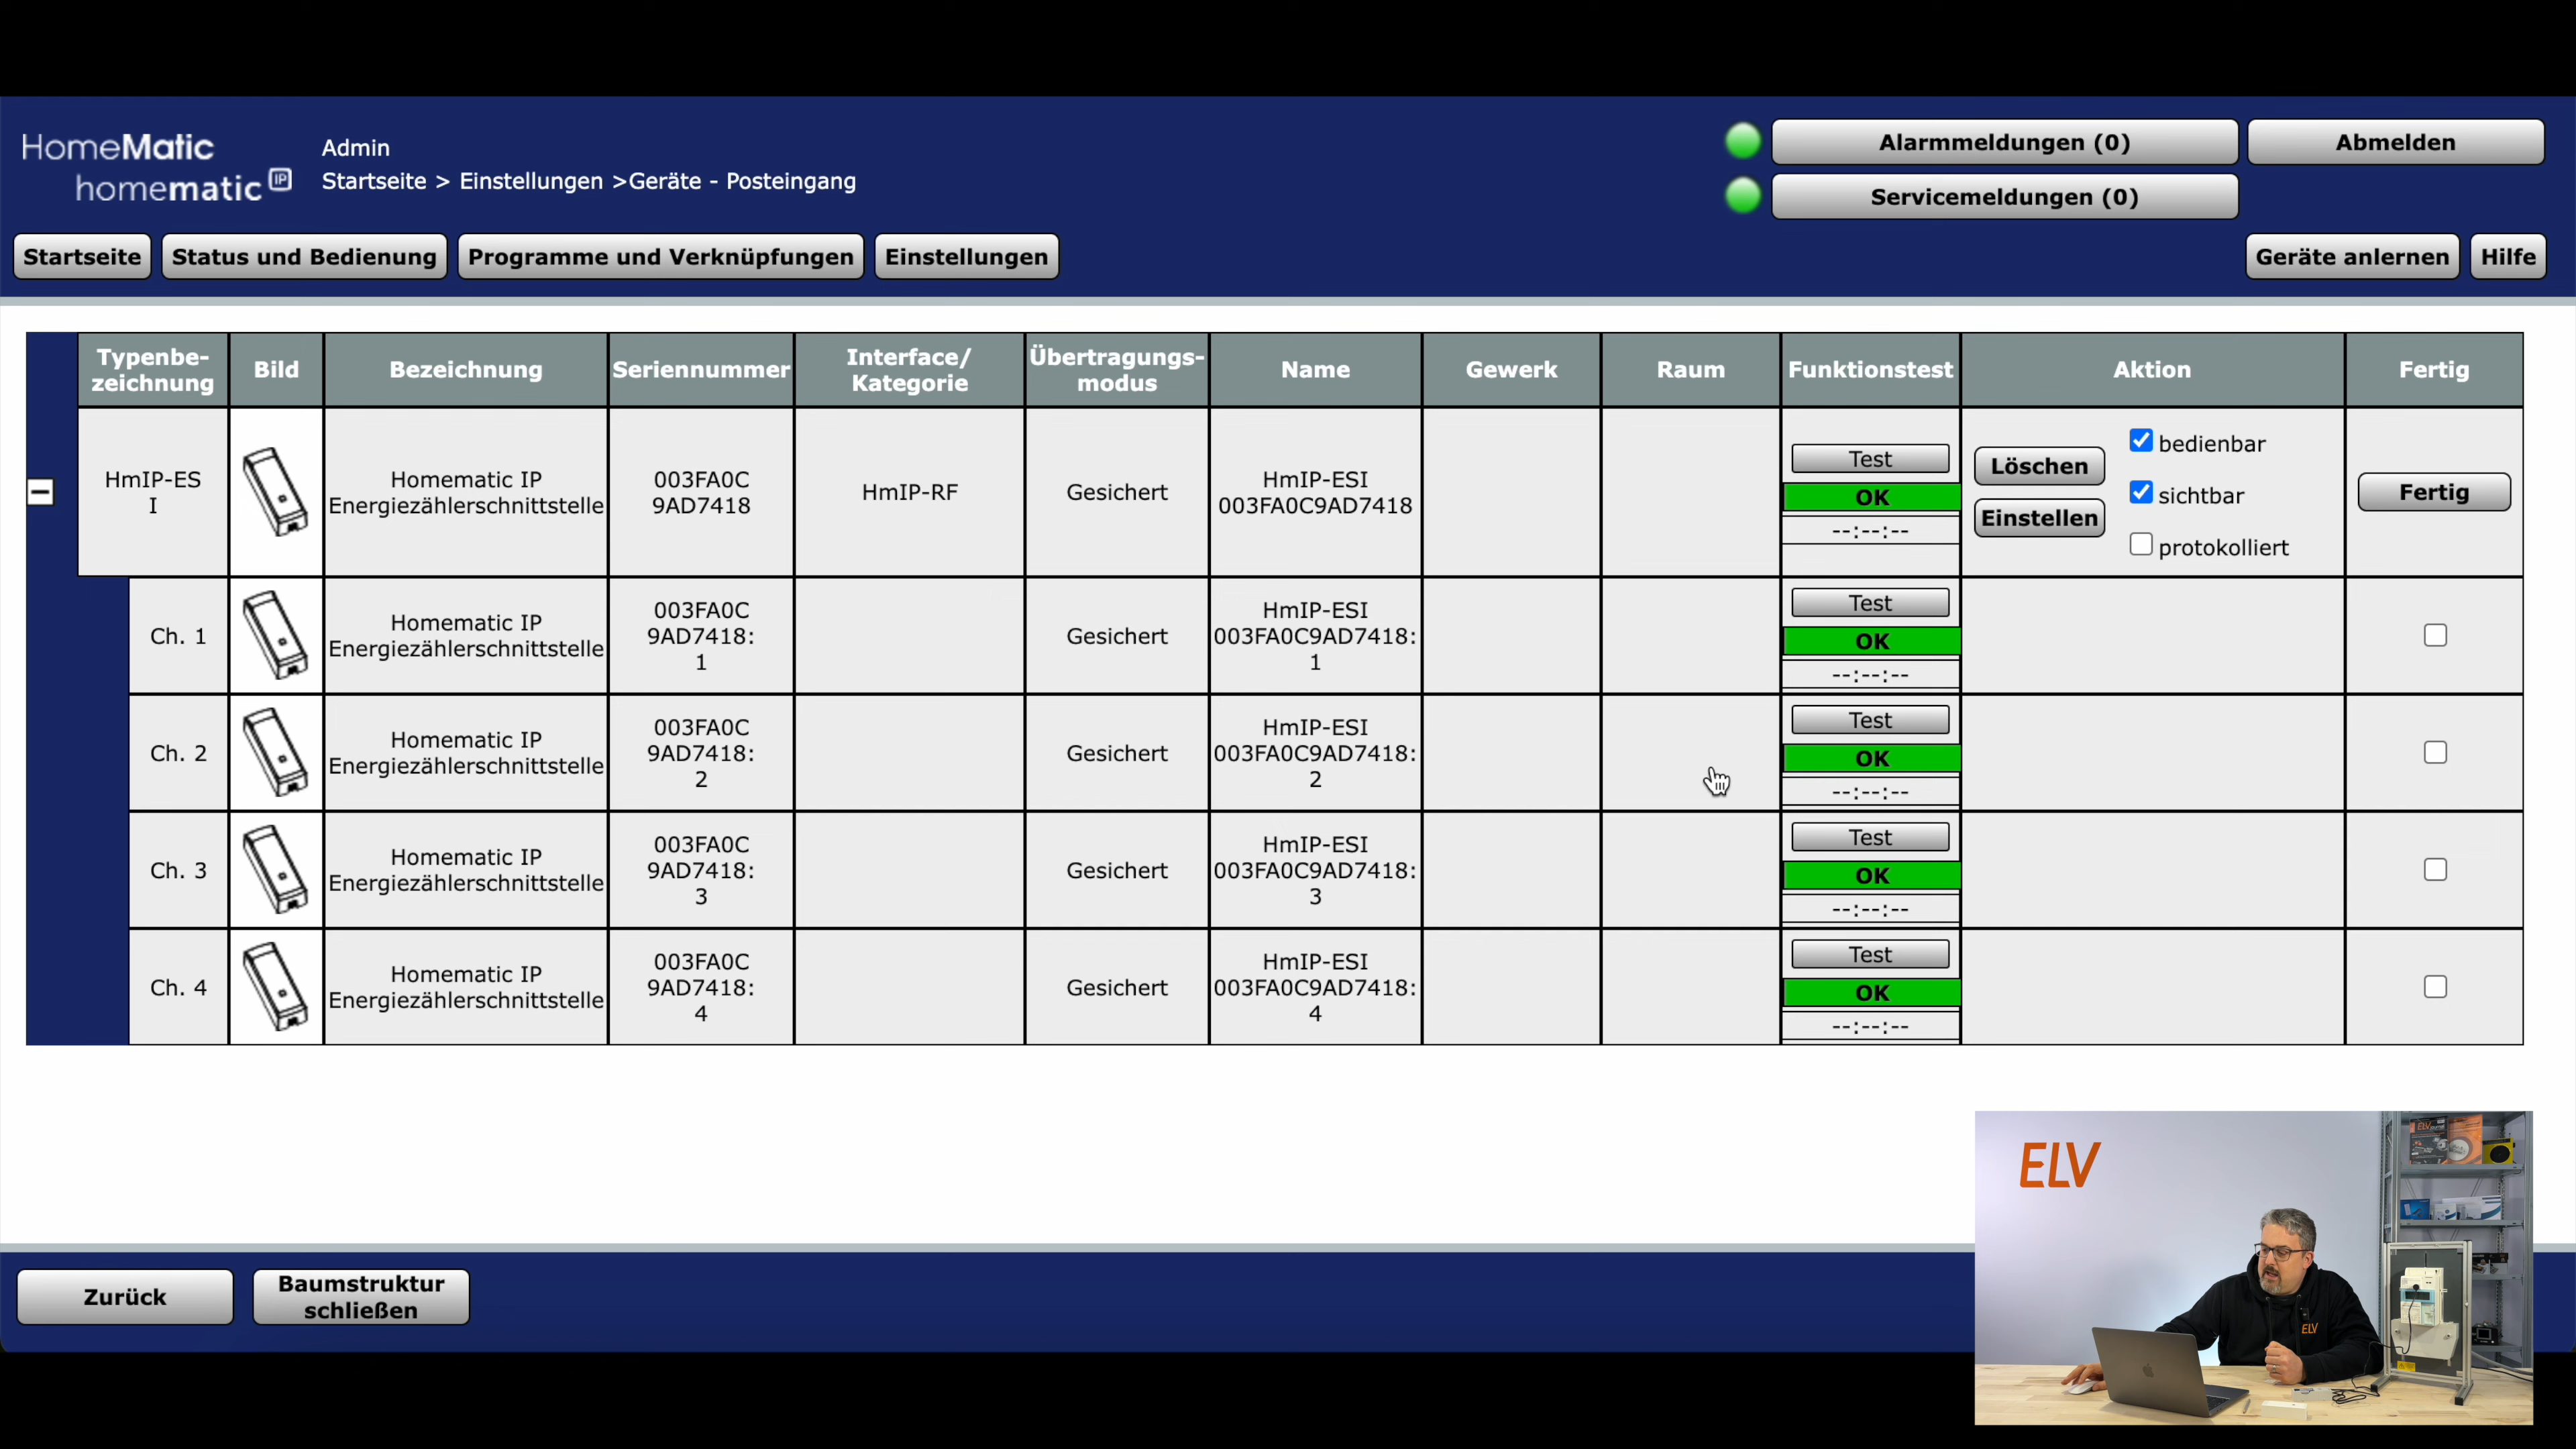 HomeMatic
homematic IP
Admin
Startseite > Einstellungen >Geräte - Posteingang
Alarmmeldungen (0)
Abmelden
Servicemeldungen (0)
Startseite
Status und Bedienung
Programme und Verknüpfungen
Einstellungen
Geräte anlernen
Hilfe
Typenbe-
zeichnung
Bild
Bezeichnung
Seriennummer
Interface/
Kategorie
Übertragungs-
modus
Name
Gewerk
Raum
Funktionstest
Aktion
Fertig
HmIP-ES
I
Homematic IP
Energiezählerschnittstelle
003FA0C
9AD7418
HmIP-RF
Gesichert
HmIP-ESI
003FA0C9AD7418
Test
OK
--:--:--
Löschen
Einstellen
bedienbar
sichtbar
protokolliert
Fertig
Ch. 1
Homematic IP
Energiezählerschnittstelle
003FA0C
9AD7418:
1
Gesichert
HmIP-ESI
003FA0C9AD7418:
1
Test
OK
--:--:--
Ch. 2
Homematic IP
Energiezählerschnittstelle
003FA0C
9AD7418:
2
Gesichert
HmIP-ESI
003FA0C9AD7418:
2
Test
OK
--:--:--
Ch. 3
Homematic IP
Energiezählerschnittstelle
003FA0C
9AD7418:
3
Gesichert
HmIP-ESI
003FA0C9AD7418:
3
Test
OK
--:--:--
Ch. 4
Homematic IP
Energiezählerschnittstelle
003FA0C
9AD7418:
4
Gesichert
HmIP-ESI
003FA0C9AD7418:
4
Test
OK
--:--:--
Zurück
Baumstruktur
schließen
ELV
ELV